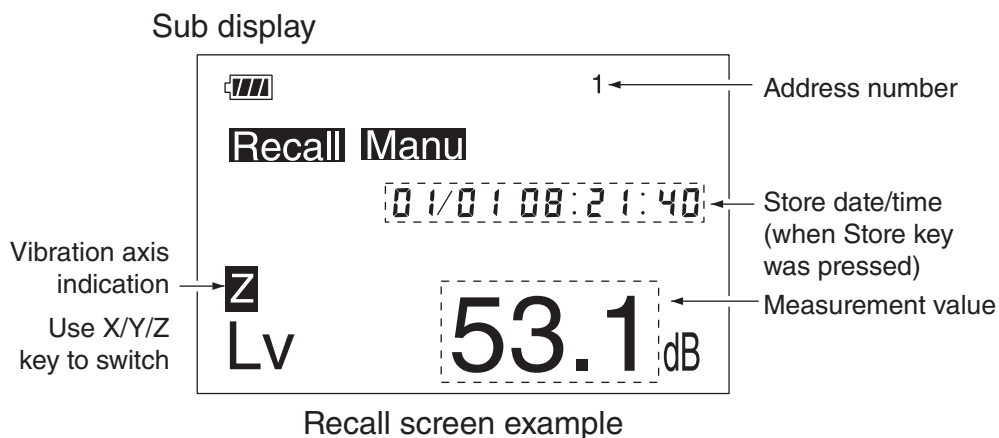 Sub display
1
Address number
Recall Manu
01/01 08:21:40
Store date/time
(when Store key
was pressed)
Vibration axis
indication
Z
Measurement value
Use X/Y/Z
key to switch
Lv
53.1 dB
Recall screen example